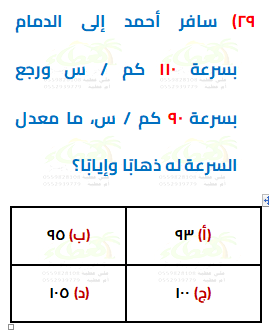 ٢٩) سافر أحمد إلى الدمام
بسرعة ١١٠ كم / س ورجع
بسرعة ٩٠ كم / س، ما معدل
السرعة له ذهابًا وإيابًا؟
(أ) ٩٣
(ب) ٩٥
(ج) ١٠٠
(د) ١٠٥